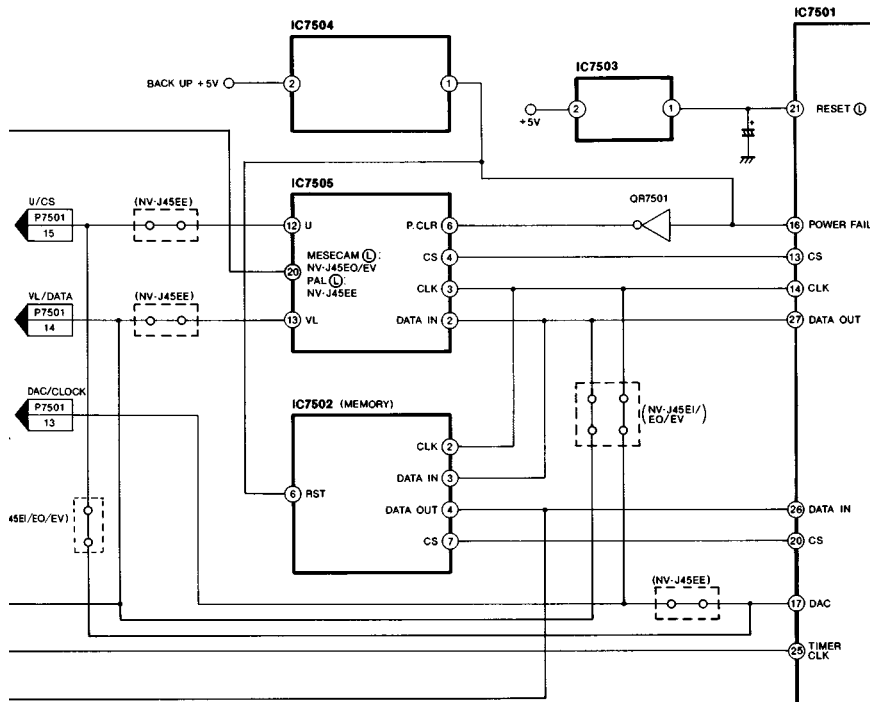 IC7501
IC7504
IC7503
BACK UP +5V
2
1
+5V
2
1
21
RESET Ⓛ
+
IC7505
QR7501
U/CS
P7501
15
(NV-J45EE)
12
U
P.CLR
6
16
POWER FAIL
MESECAM Ⓛ:
NV-J45EO/EV
PAL Ⓛ:
NV-J45EE
20
CS
4
13
CS
CLK
3
14
CLK
VL/DATA
P7501
14
(NV-J45EE)
13
VL
DATA IN
2
27
DATA OUT
DAC/CLOCK
P7501
13
IC7502 (MEMORY)
(NV-J45EI/
EO/EV)
CLK
2
DATA IN
3
6
RST
DATA OUT
4
26
DATA IN
CS
7
20
CS
45EI/EO/EV)
(NV-J45EE)
17
DAC
25
TIMER
CLK